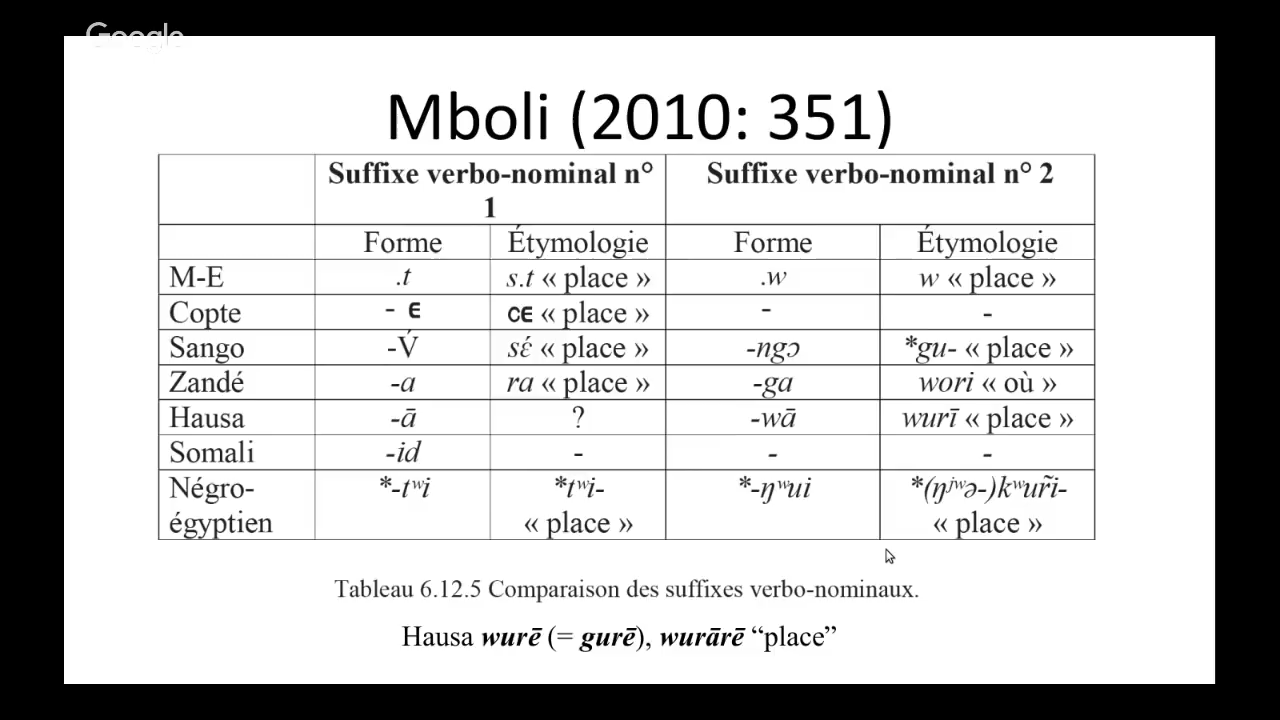 Google
Mboli (2010: 351)
Suffixe verbo-nominal n° 1 Suffixe verbo-nominal n° 2
Forme Étymologie Forme Étymologie
M-E .t s.t « place » .w w « place »
Copte - ⲉ ⲥⲉ « place » - -
Sango -V́ sɛ́ « place » -ngɔ *gu- « place »
Zandé -a ra « place » -ga wori « où »
Hausa -ā ? -wā wurī « place »
Somali -id - - -
Négro-égyptien *-tʷi *tʷi- « place » *-ŋʷui *(ŋʲʷə-)kʷur̃i- « place »
Tableau 6.12.5 Comparaison des suffixes verbo-nominaux.
Hausa wurē (= gurē), wurārē “place”